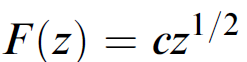 F(z) = cz^{1/2}